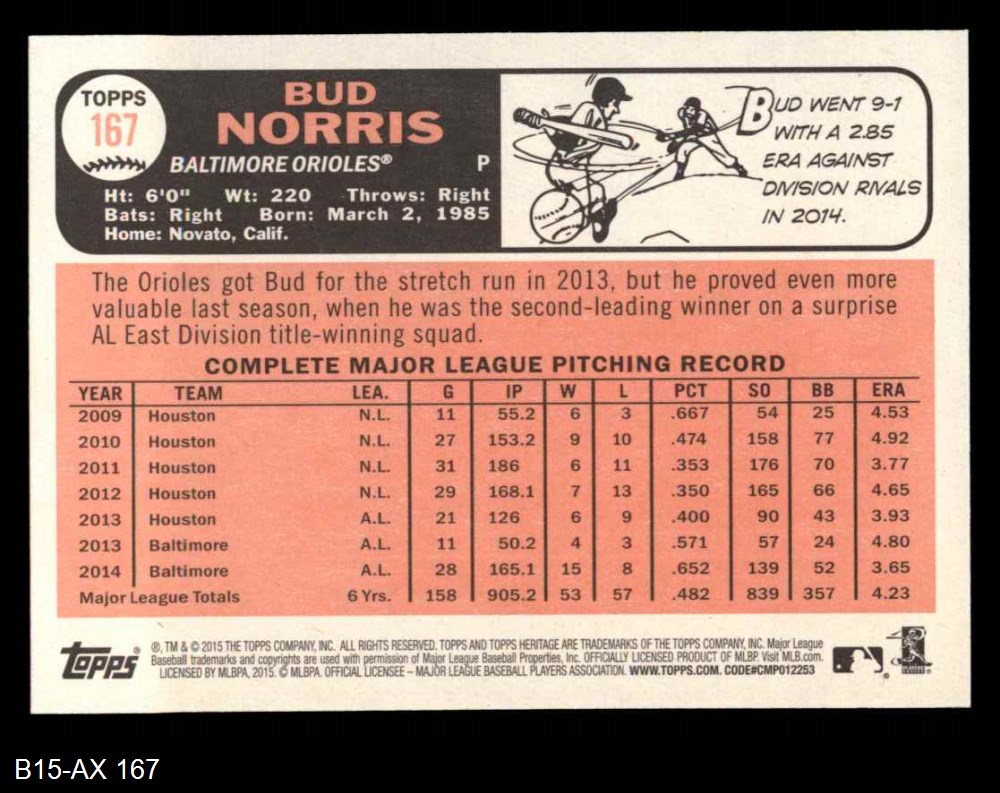 TOPPS
167
BUD
NORRIS
BALTIMORE ORIOLES® P
Ht: 6'0" Wt: 220 Throws: Right
Bats: Right Born: March 2, 1985
Home: Novato, Calif.
BUD WENT 9-1
WITH A 2.85
ERA AGAINST
DIVISION RIVALS
IN 2014.
The Orioles got Bud for the stretch run in 2013, but he proved even more
valuable last season, when he was the second-leading winner on a surprise
AL East Division title-winning squad.
COMPLETE MAJOR LEAGUE PITCHING RECORD
YEAR TEAM LEA. G IP W L PCT SO BB ERA
2009 Houston N.L. 11 55.2 6 3 .667 54 25 4.53
2010 Houston N.L. 27 153.2 9 10 .474 158 77 4.92
2011 Houston N.L. 31 186 6 11 .353 176 70 3.77
2012 Houston N.L. 29 168.1 7 13 .350 165 66 4.65
2013 Houston A.L. 21 126 6 9 .400 90 43 3.93
2013 Baltimore A.L. 11 50.2 4 3 .571 57 24 4.80
2014 Baltimore A.L. 28 165.1 15 8 .652 139 52 3.65
Major League Totals 6 Yrs. 158 905.2 53 57 .482 839 357 4.23
Topps®
®, TM & © 2015 THE TOPPS COMPANY, INC. ALL RIGHTS RESERVED. TOPPS AND TOPPS HERITAGE ARE TRADEMARKS OF THE TOPPS COMPANY, INC. Major League
Baseball trademarks and copyrights are used with permission of Major League Baseball Properties, Inc. OFFICIALLY LICENSED PRODUCT OF MLBP. Visit MLB.com.
LICENSED BY MLBPA, 2015. © MLBPA. OFFICIAL LICENSEE – MAJOR LEAGUE BASEBALL PLAYERS ASSOCIATION. WWW.TOPPS.COM. CODE#CMP012253
B15-AX 167